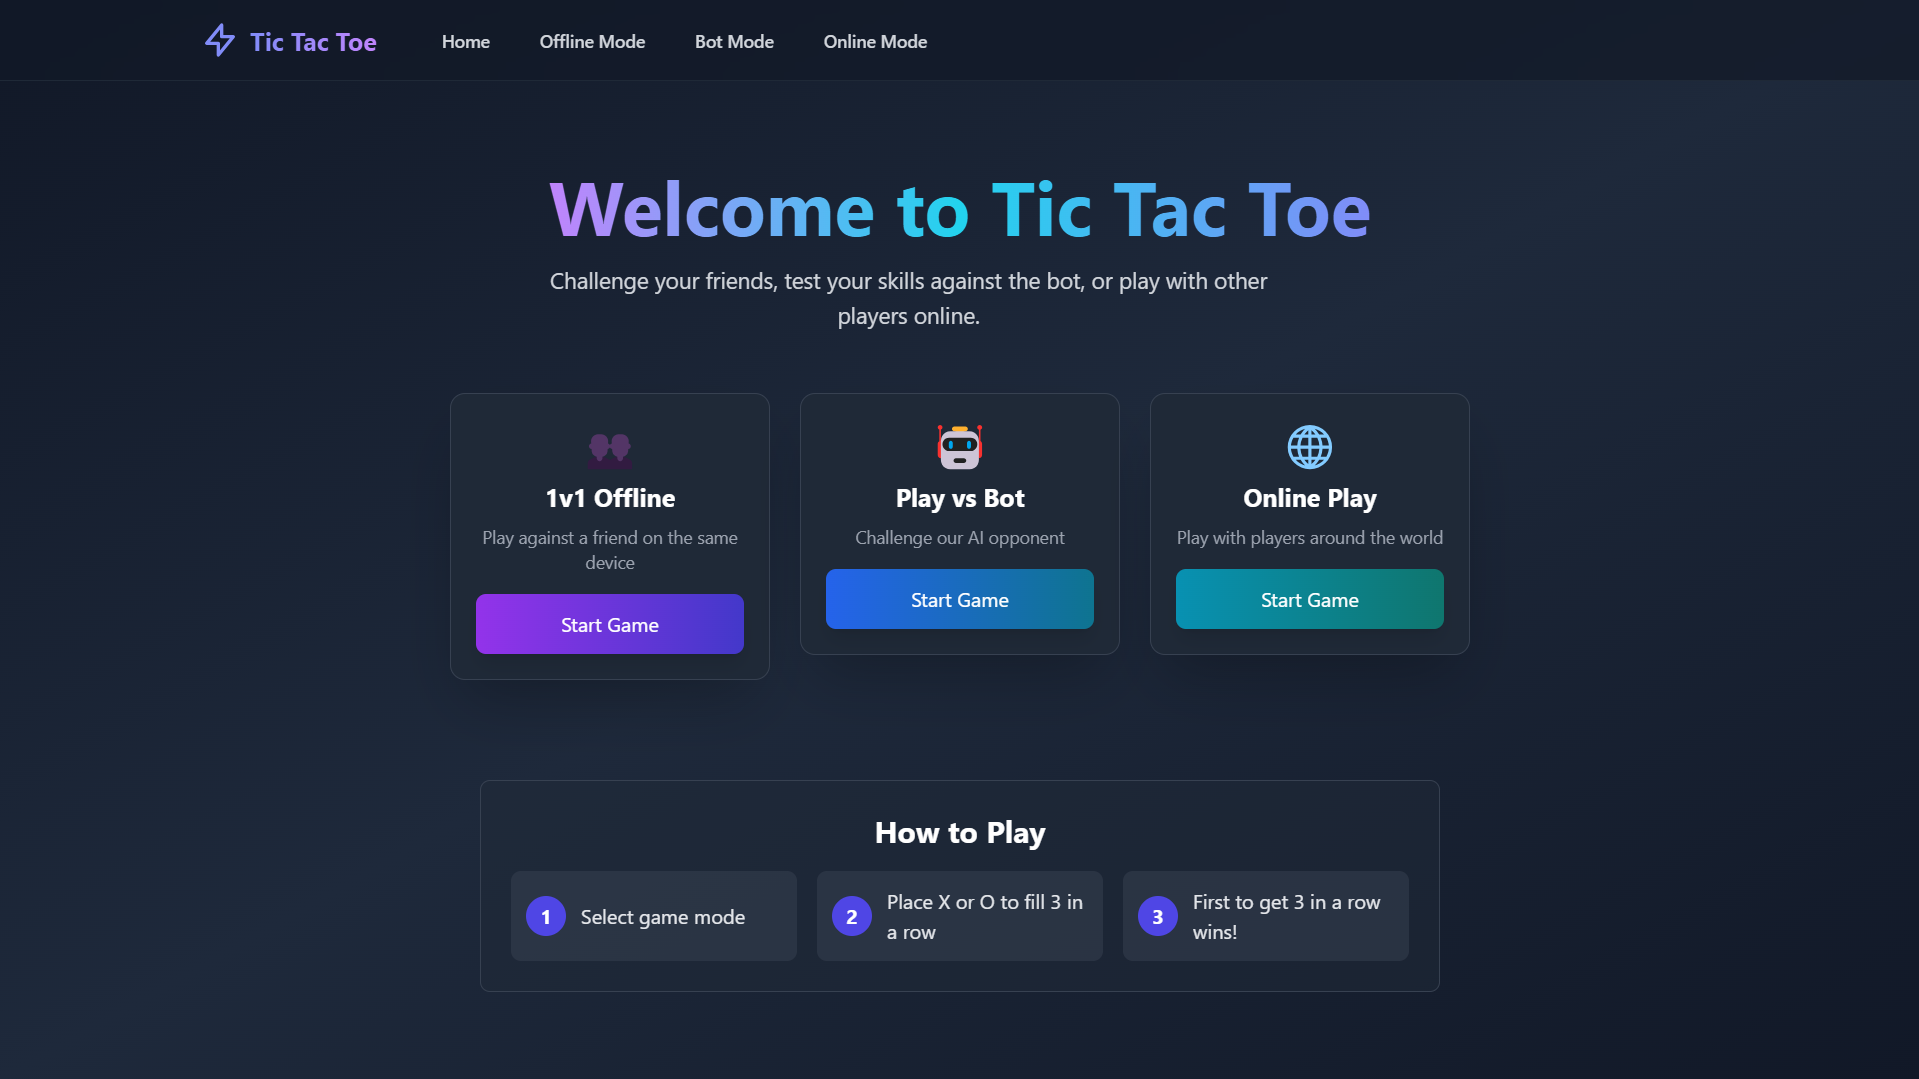 Tic Tac Toe
Home
Offline Mode
Bot Mode
Online Mode
Welcome to Tic Tac Toe
Challenge your friends, test your skills against the bot, or play with other
players online.
1v1 Offline
Play against a friend on the same
device
Start Game
Play vs Bot
Challenge our AI opponent
Start Game
Online Play
Play with players around the world
Start Game
How to Play
1
Select game mode
2
Place X or O to fill 3 in
a row
3
First to get 3 in a row
wins!